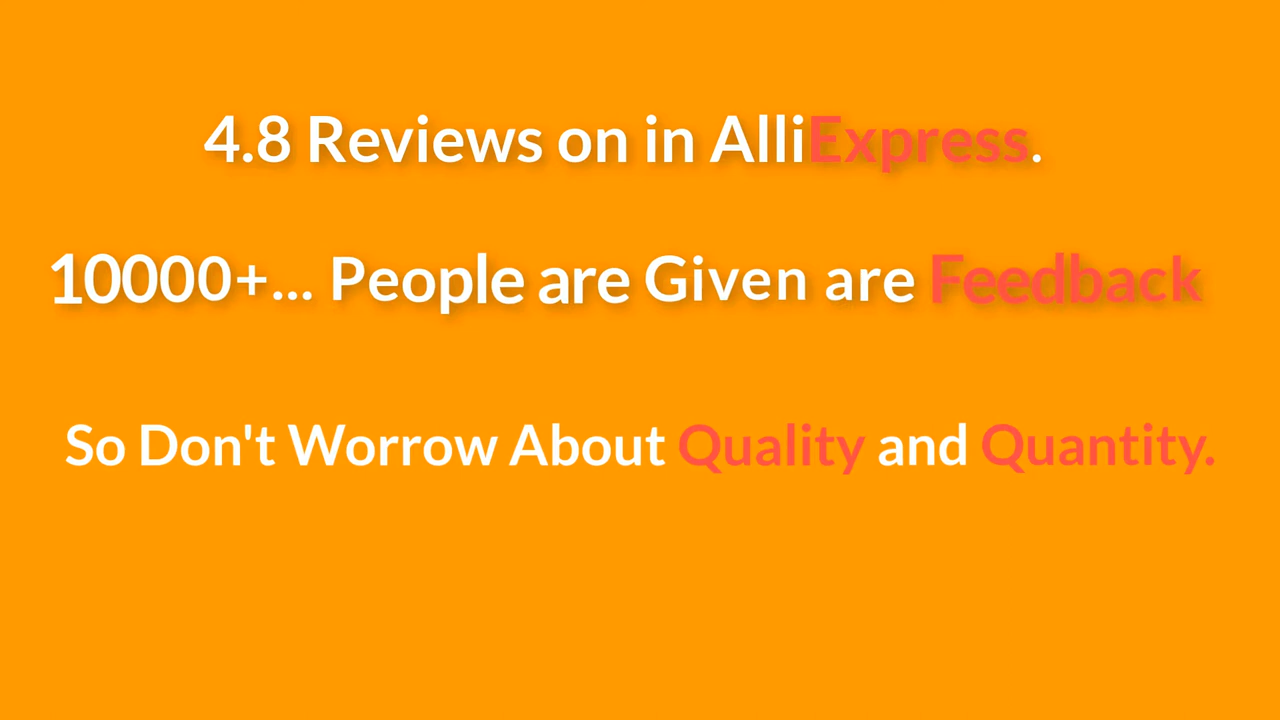 4.8 Reviews on in AlliExpress.
10000+... People are Given are Feedback
So Don't Worrow About Quality and Quantity.